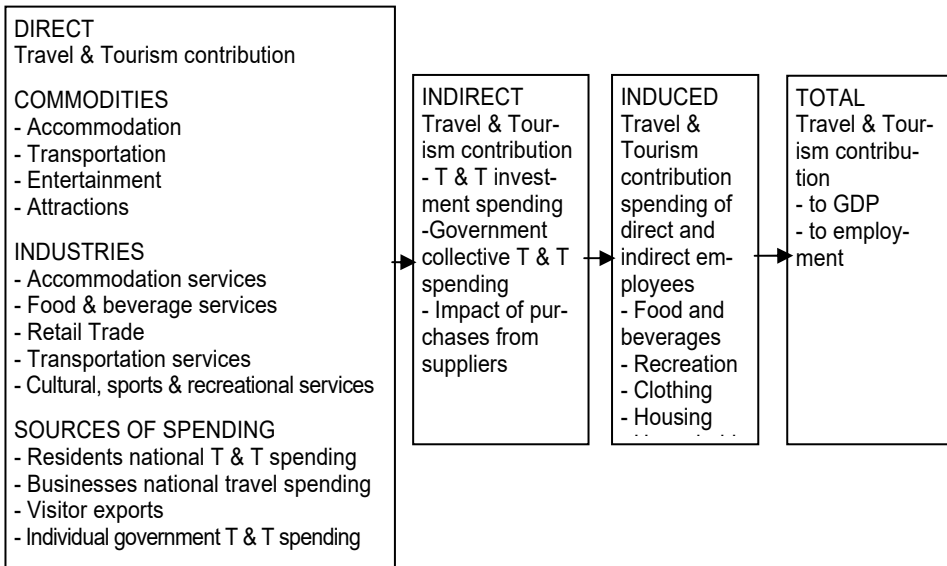 DIRECT
Travel & Tourism contribution
COMMODITIES
- Accommodation
- Transportation
- Entertainment
- Attractions
INDUSTRIES
- Accommodation services
- Food & beverage services
- Retail Trade
- Transportation services
- Cultural, sports & recreational services
SOURCES OF SPENDING
- Residents national T & T spending
- Businesses national travel spending
- Visitor exports
- Individual government T & T spending
INDIRECT
Travel & Tour-
ism contribution
- T & T invest-
ment spending
-Government
collective T & T
spending
- Impact of pur-
chases from
suppliers
INDUCED
Travel &
Tourism
contribution
spending of
direct and
indirect em-
ployees
- Food and
beverages
- Recreation
- Clothing
- Housing
TOTAL
Travel & Tour-
ism contribu-
tion
- to GDP
- to employ-
ment